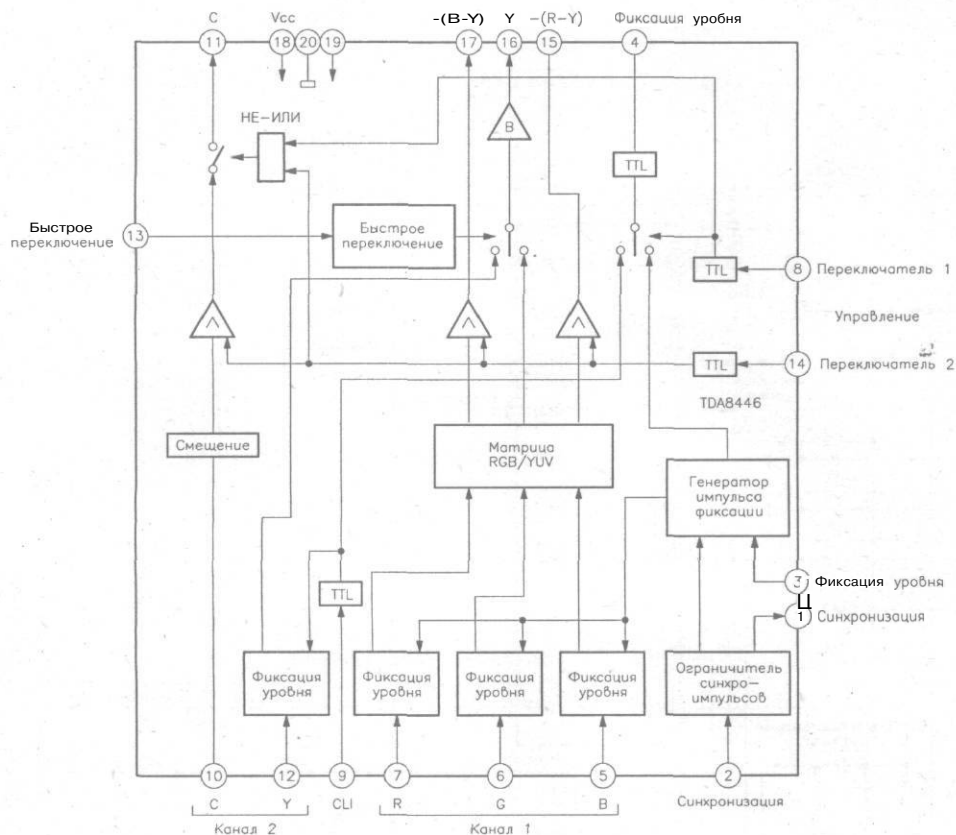 C Vcc -(B-Y) Y -(R-Y) Фиксация уровня
11 18 20 19 17 16 15 4
НЕ-ИЛИ
B
TTL
Быстрое
переключение
13
Быстрое
переключение
TTL
8 Переключатель 1
Управление
TTL
14 Переключатель 2
TDA8446
Смещение
Матрица
RGB/YUV
Генератор
импульса
фиксации
3 Фиксация уровня
Ц
1 Синхронизация
TTL
Фиксация
уровня
Фиксация
уровня
Фиксация
уровня
Фиксация
уровня
Ограничитель
синхро-
импульсов
10 12 9 7 6 5 2
C Y CLI R G B Синхронизация
Канал 2 Канал 1